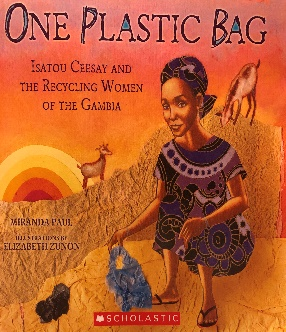 ONE PLASTIC BAG
ISATOU CEESAY AND
THE RECYCLING WOMEN
OF THE GAMBIA
MIRANDA PAUL
ILLUSTRATIONS BY
ELIZABETH ZUNON
SCHOLASTIC